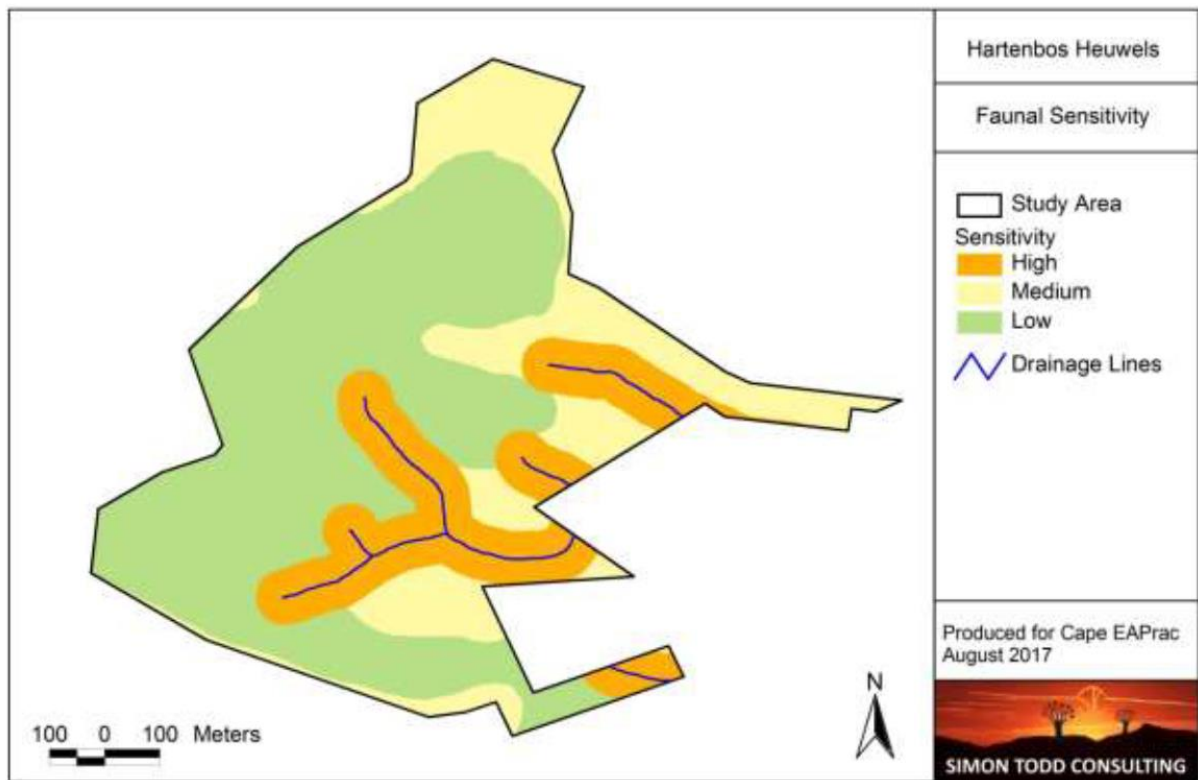 Hartenbos Heuwels
Faunal Sensitivity
Study Area
Sensitivity
High
Medium
Low
Drainage Lines
Produced for Cape EAPrac
August 2017
SIMON TODD CONSULTING
N
100 0 100 Meters